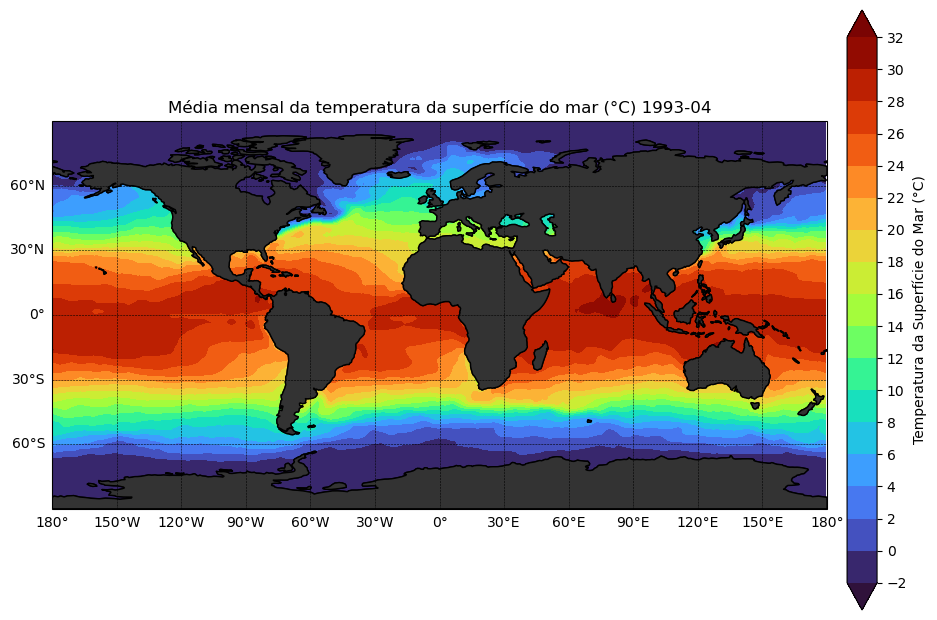 Média mensal da temperatura da superfície do mar (°C) 1993-04
60°N
30°N
0°
30°S
60°S
180°
150°W
120°W
90°W
60°W
30°W
0°
30°E
60°E
90°E
120°E
150°E
180°
32
30
28
26
24
22
20
18
16
14
12
10
8
6
4
2
0
−2
Temperatura da Superfície do Mar (°C)